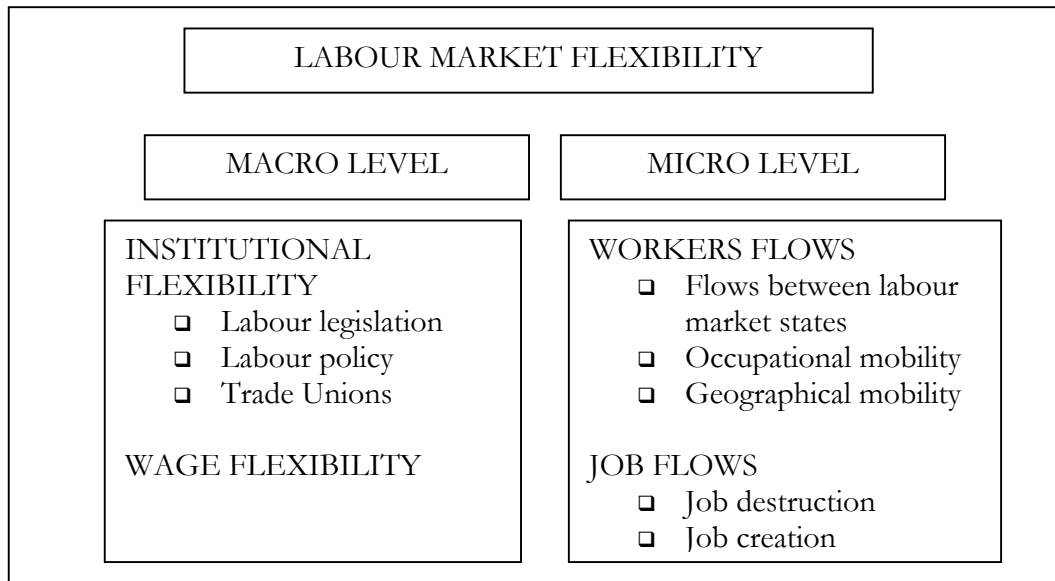 LABOUR MARKET FLEXIBILITY
MACRO LEVEL
INSTITUTIONAL
FLEXIBILITY
❑ Labour legislation
❑ Labour policy
❑ Trade Unions
WAGE FLEXIBILITY
MICRO LEVEL
WORKERS FLOWS
❑ Flows between labour
market states
❑ Occupational mobility
❑ Geographical mobility
JOB FLOWS
❑ Job destruction
❑ Job creation